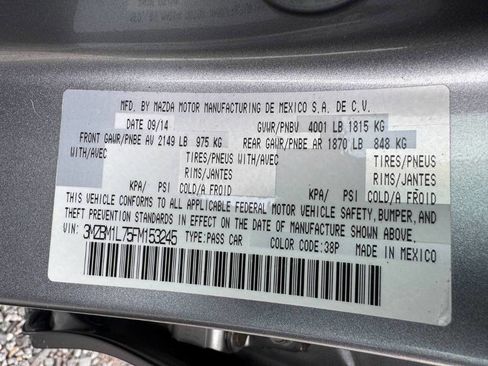 MFD. BY MAZDA MOTOR MANUFACTURING DE MEXICO S.A. DE C.V.
DATE 09/14 GVWR/PNBV 4001 LB 1815 KG
FRONT GAWR/PNBE AV 2149 LB 975 KG REAR GAWR/PNBE AR 1870 LB 848 KG
WITH/AVEC TIRES/PNEUS WITH/AVEC TIRES/PNEUS
RIMS/JANTES RIMS/JANTES
KPA/ PSI COLD/A FROID KPA/ PSI COLD/A FROID
THIS VEHICLE CONFORMS TO ALL APPLICABLE FEDERAL MOTOR VEHICLE SAFETY, BUMPER, AND
THEFT PREVENTION STANDARDS IN EFFECT ON THE DATE OF MANUFACTURE SHOWN ABOVE.
VIN: 3MZBM1L75FM153245 TYPE: PASS CAR COLOR CODE: 38P MADE IN MEXICO